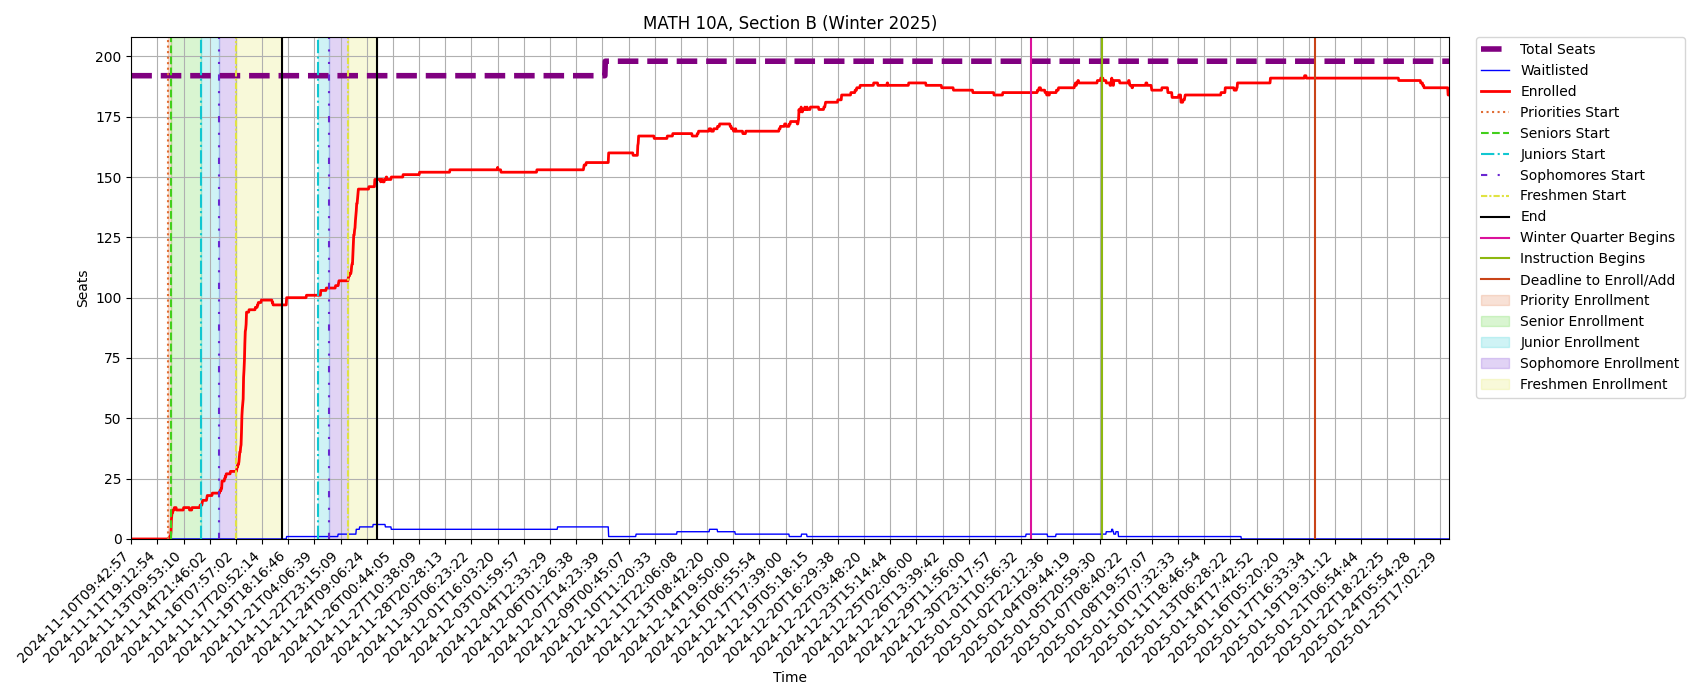 MATH 10A, Section B (Winter 2025)
Seats
200
175
150
125
100
75
50
25
0
2024-11-10T09:42:57
2024-11-11T19:12:54
2024-11-13T09:53:10
2024-11-14T21:46:02
2024-11-16T07:57:02
2024-11-17T20:52:14
2024-11-19T18:16:46
2024-11-21T04:06:39
2024-11-22T23:15:09
2024-11-24T09:06:24
2024-11-26T00:44:05
2024-11-27T10:38:09
2024-11-28T20:28:13
2024-11-30T06:23:22
2024-12-01T16:03:20
2024-12-03T01:59:57
2024-12-04T12:33:29
2024-12-06T01:26:38
2024-12-07T14:23:39
2024-12-09T00:45:07
2024-12-10T11:20:33
2024-12-11T22:06:08
2024-12-13T08:42:20
2024-12-14T19:50:00
2024-12-16T06:55:54
2024-12-17T17:39:00
2024-12-19T05:18:15
2024-12-20T16:29:38
2024-12-22T03:48:20
2024-12-23T15:14:44
2024-12-25T02:06:00
2024-12-26T13:39:42
2024-12-29T11:56:00
2024-12-30T23:17:57
2025-01-01T10:56:32
2025-01-02T22:12:36
2025-01-04T09:44:19
2025-01-05T20:59:30
2025-01-07T08:40:22
2025-01-08T19:57:07
2025-01-10T07:32:33
2025-01-11T18:46:54
2025-01-13T06:28:22
2025-01-14T17:42:52
2025-01-16T05:20:20
2025-01-17T16:33:34
2025-01-19T19:31:12
2025-01-21T06:54:44
2025-01-22T18:22:25
2025-01-24T05:54:28
2025-01-25T17:02:29
Time
Total Seats
Waitlisted
Enrolled
Priorities Start
Seniors Start
Juniors Start
Sophomores Start
Freshmen Start
End
Winter Quarter Begins
Instruction Begins
Deadline to Enroll/Add
Priority Enrollment
Senior Enrollment
Junior Enrollment
Sophomore Enrollment
Freshmen Enrollment